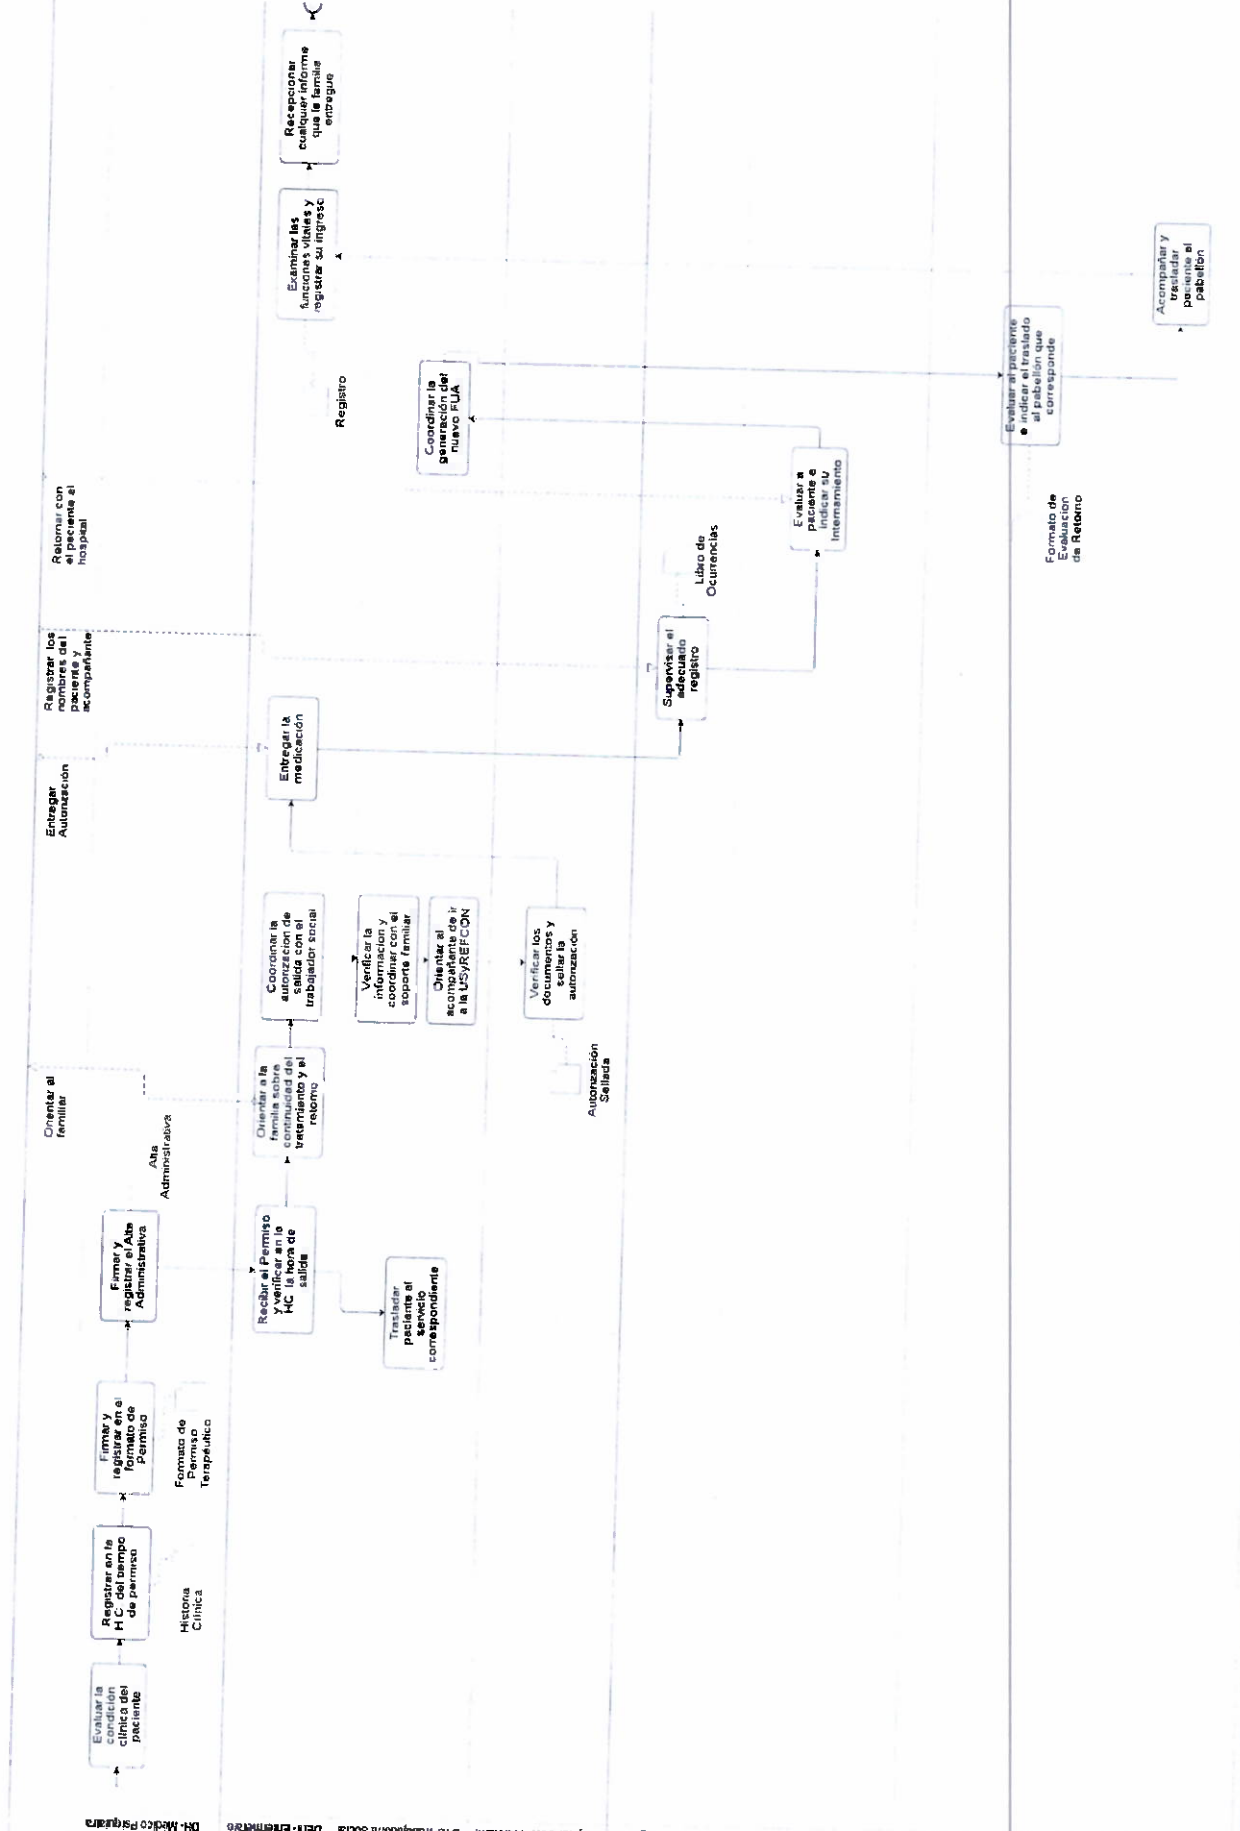 Evaluar la
condición
clínica del
paciente
Registrar en la
H C del tiempo
de permiso
Historia
Clínica
Firmar y
registrar en el
formato de
Permiso
Formato de
Permiso
Terapéutico
Firmar y
registrar el Alta
Administrativa
Alta
Administrativa
Orientar al
familiar
Entregar
Autorización
Registrar los
nombres del
paciente y
acompañante
Retornar con
el paciente al
hospital
Recibir el Permiso
y verificar en la
HC la hora de
salida
Trasladar
paciente al
servicio
correspondiente
Orientar a la
familia sobre
continuidad del
tratamiento y el
retorno
Coordinar la
autorizacion de
salida con el
trabajador social
Verificar la
informacion y
coordinar con el
soporte familiar
Orientar al
acompañante de ir
a la USyREFCON
Verificar los
documentos y
sellar la
autorización
Autorización
Sellada
Entregar la
medicación
Supervisar el
adecuado
registro
Libro de
Ocurrencias
Evaluar a
paciente e
indicar su
Internamiento
Coordinar la
generación del
nuevo FUA
Evaluar al paciente
e indicar el traslado
al pabellón que
corresponde
Formato de
Evaluacion
de Retorno
Acompañar y
trasladar
paciente al
pabellón
Examinar las
funciones vitales y
registrar su ingreso
Registro
Recepcionar
cualquier informe
que la familia
entregue